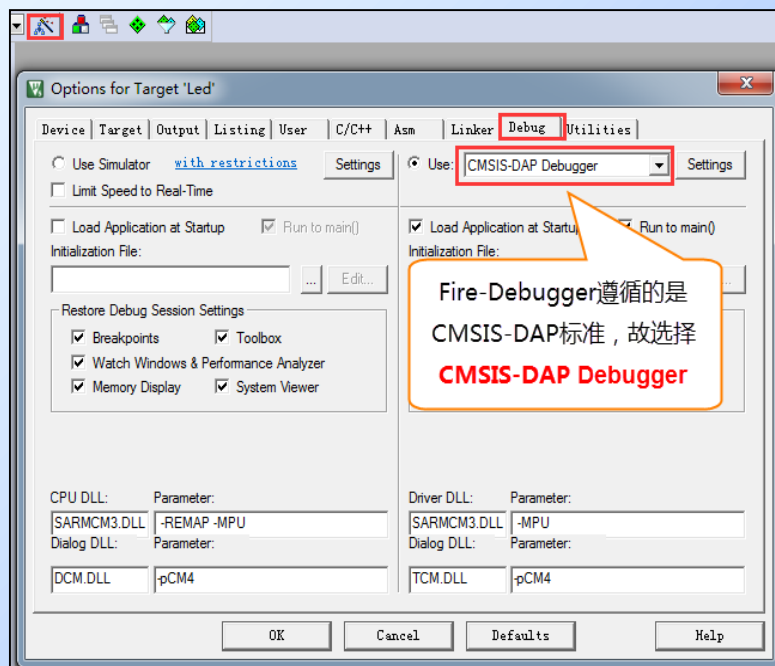 Options for Target 'Led'
Device Target Output Listing User C/C++ Asm Linker Debug Utilities
Use Simulator with restrictions Settings Use: CMSIS-DAP Debugger Settings
Limit Speed to Real-Time
Load Application at Startup Run to main() Load Application at Startup Run to main()
Initialization File: Initialization File:
... Edit...
Fire-Debugger遵循的是
CMSIS-DAP标准，故选择
CMSIS-DAP Debugger
Restore Debug Session Settings
Breakpoints Toolbox
Watch Windows & Performance Analyzer
Memory Display System Viewer
CPU DLL: Parameter: Driver DLL: Parameter:
SARMCM3.DLL -REMAP -MPU SARMCM3.DLL -MPU
Dialog DLL: Parameter: Dialog DLL: Parameter:
DCM.DLL -pCM4 TCM.DLL -pCM4
OK Cancel Defaults Help